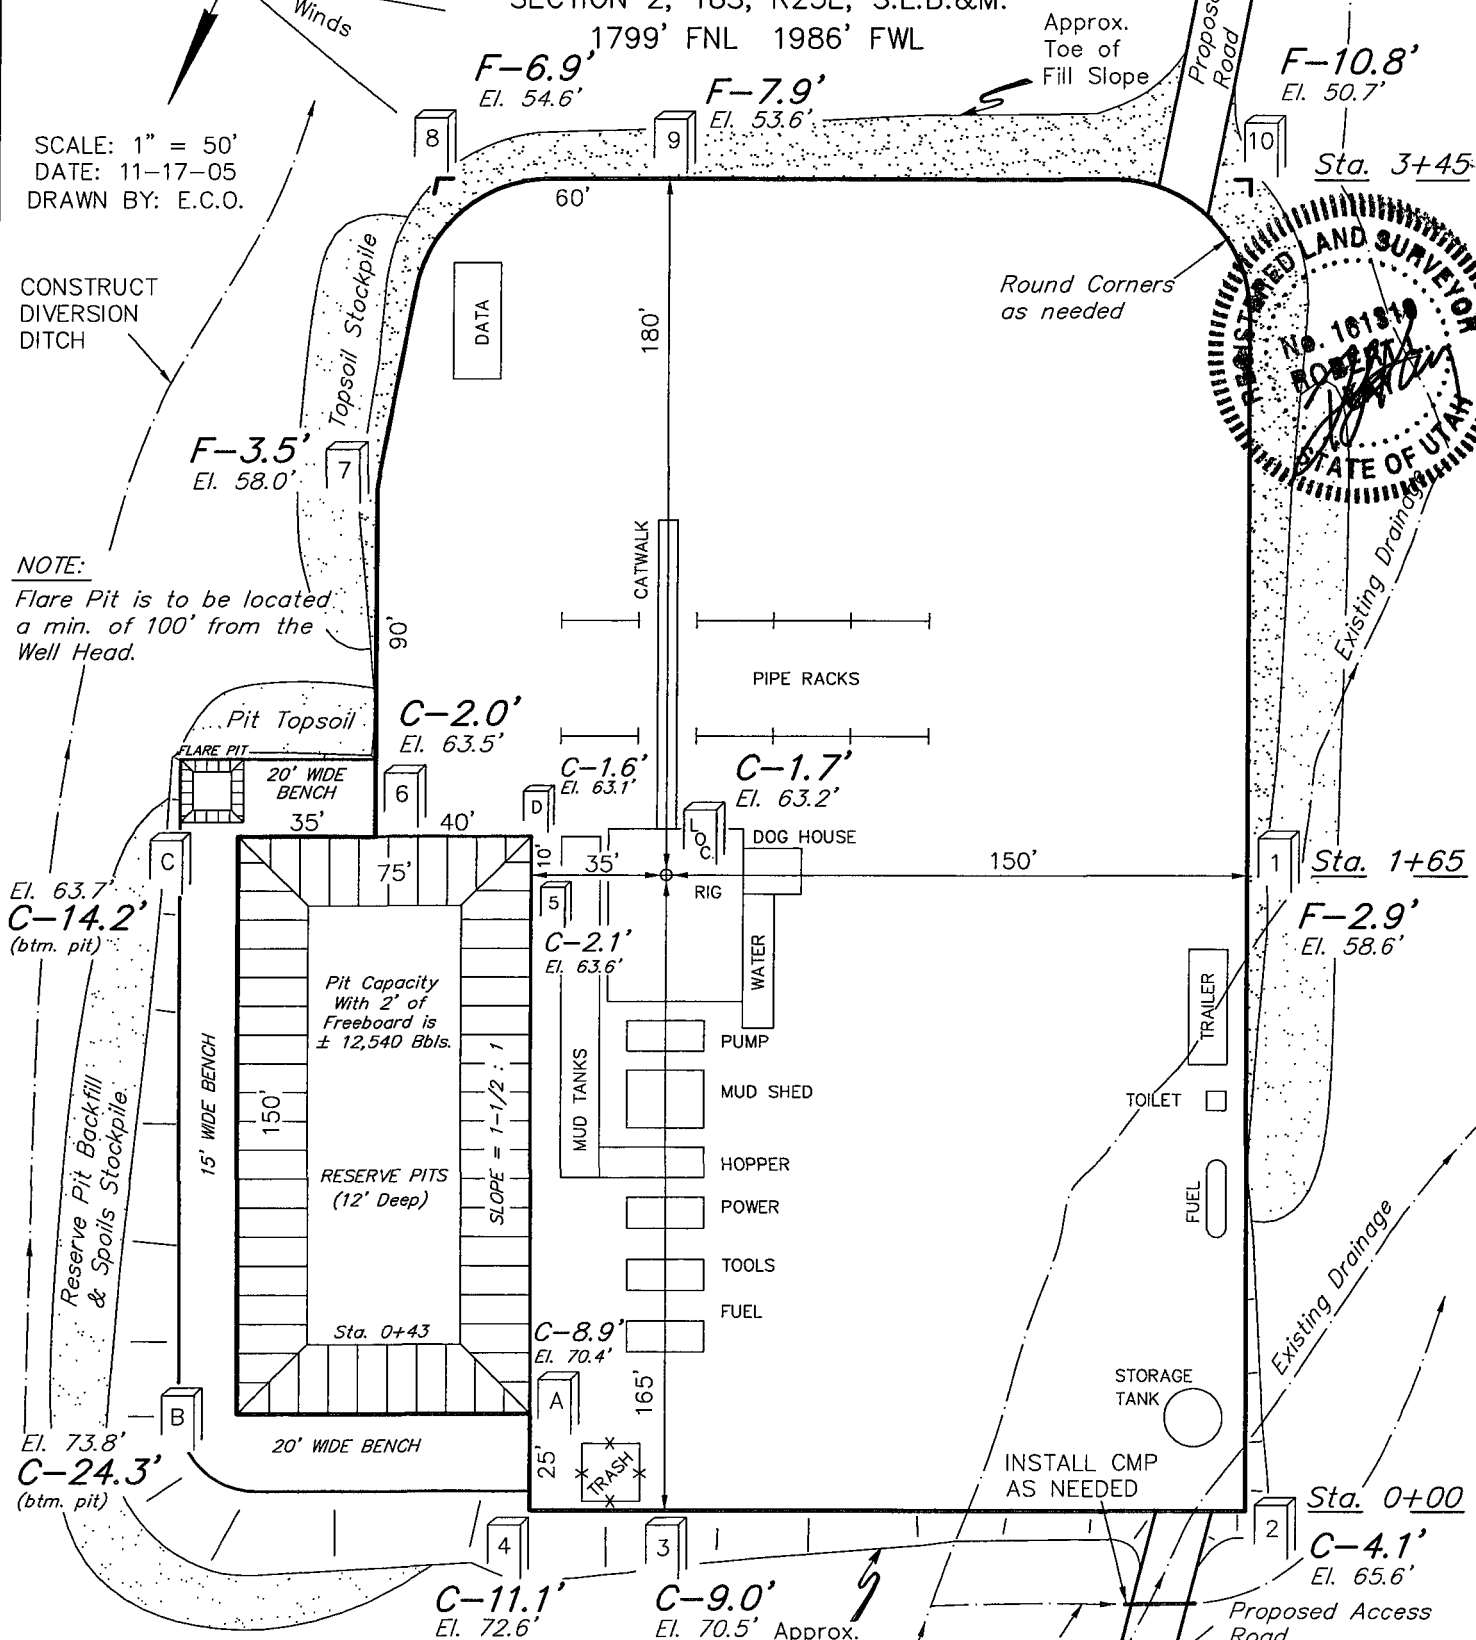 SECTION 2, T8S, R25E, S.L.B.&M.
1799' FNL 1986' FWL
Winds
SCALE: 1" = 50'
DATE: 11-17-05
DRAWN BY: E.C.O.
F-6.9'
El. 54.6'
8
F-7.9'
El. 53.6'
9
Approx.
Toe of
Fill Slope
Road
F-10.8'
El. 50.7'
10
Sta. 3+45
60'
REGISTERED LAND SURVEYOR
No. 161319
ROBERT
STATE OF UTAH
CONSTRUCT
DIVERSION
DITCH
Topsoil Stockpile
DATA
180'
Round Corners
as needed
F-3.5'
El. 58.0'
7
Existing Drainage
NOTE:
Flare Pit is to be located
a min. of 100' from the
Well Head.
90'
CATWALK
PIPE RACKS
Pit Topsoil
C-2.0'
El. 63.5'
6
FLARE PIT
20' WIDE
BENCH
35'
40'
D
C-1.6'
El. 63.1'
C-1.7'
El. 63.2'
LOC.
DOG HOUSE
C
75'
10'
35'
RIG
150'
1
Sta. 1+65
F-2.9'
El. 58.6'
El. 63.7'
C-14.2'
(btm. pit)
5
C-2.1'
El. 63.6'
WATER
TRAILER
Pit Capacity
With 2' of
Freeboard is
± 12,540 Bbls.
PUMP
MUD SHED
MUD TANKS
TOILET
15' WIDE BENCH
150'
SLOPE = 1-1/2 : 1
Reserve Pit Backfill
& Spoils Stockpile
RESERVE PITS
(12' Deep)
HOPPER
POWER
FUEL
TOOLS
FUEL
Existing Drainage
Sta. 0+43
C-8.9'
El. 70.4'
A
165'
STORAGE
TANK
B
El. 73.8'
C-24.3'
(btm. pit)
20' WIDE BENCH
25'
TRASH
INSTALL CMP
AS NEEDED
Sta. 0+00
2
C-4.1'
El. 65.6'
4
C-11.1'
El. 72.6'
3
C-9.0'
El. 70.5'
Approx.
Proposed Access
Road